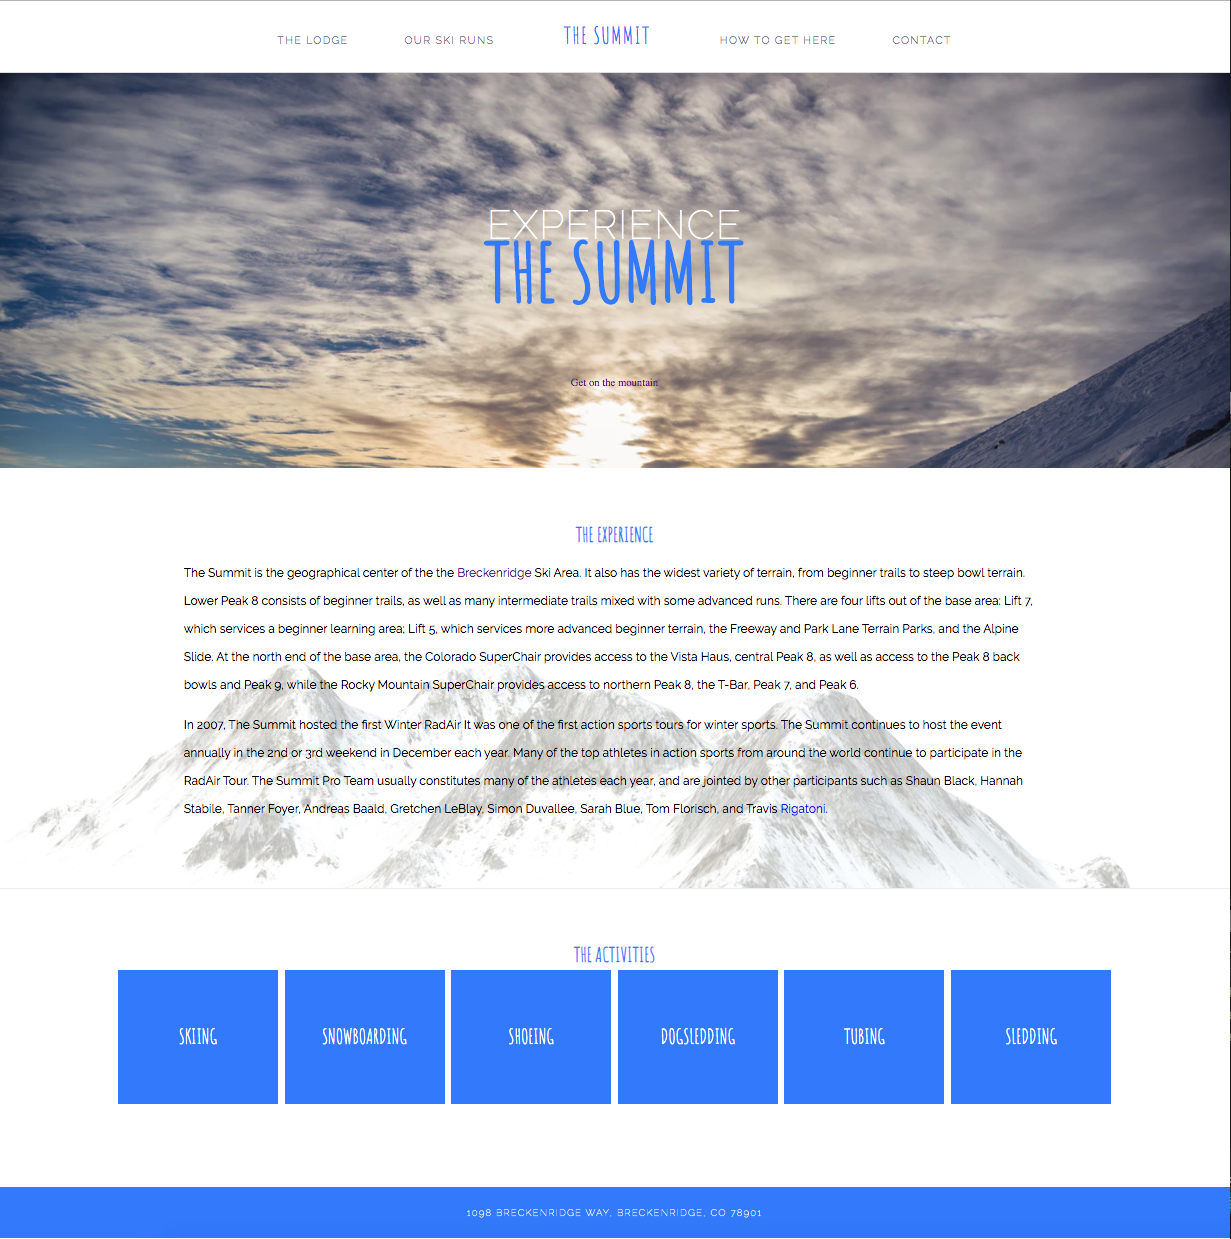 THE LODGE OUR SKI RUNS THE SUMMIT HOW TO GET HERE CONTACT
EXPERIENCE
THE SUMMIT
Get on the mountain
THE EXPERIENCE
The Summit is the geographical center of the the Breckenridge Ski Area. It also has the widest variety of terrain, from beginner trails to steep bowl terrain.
Lower Peak 8 consists of beginner trails, as well as many intermediate trails mixed with some advanced runs. There are four lifts out of the base area: Lift 7,
which services a beginner learning area; Lift 5, which services more advanced beginner terrain, the Freeway and Park Lane Terrain Parks, and the Alpine
Slide. At the north end of the base area, the Colorado SuperChair provides access to the Vista Haus, central Peak 8, as well as access to the Peak 8 back
bowls and Peak 9, while the Rocky Mountain SuperChair provides access to northern Peak 8, the T-Bar, Peak 7, and Peak 6.
In 2007, The Summit hosted the first Winter RadAir It was one of the first action sports tours for winter sports. The Summit continues to host the event
annually in the 2nd or 3rd weekend in December each year. Many of the top athletes in action sports from around the world continue to participate in the
RadAir Tour. The Summit Pro Team usually constitutes many of the athletes each year, and are jointed by other participants such as Shaun Black, Hannah
Stabile, Tanner Foyer, Andreas Baald, Gretchen LeBlay, Simon Duvallee, Sarah Blue, Tom Florisch, and Travis Rigatoni.
THE ACTIVITIES
SKIING SNOWBOARDING SHOEING DOGSLEDDING TUBING SLEDDING
1098 BRECKENRIDGE WAY, BRECKENRIDGE, CO 78901